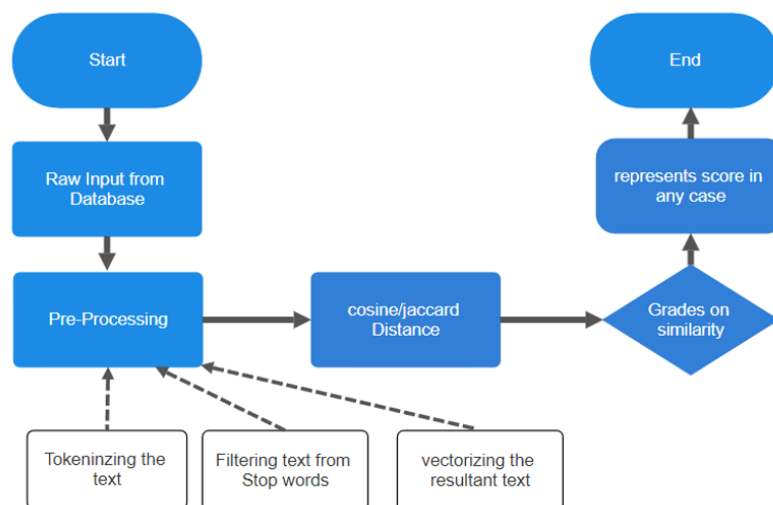 Start
Raw Input from
Database
Pre-Processing
Tokeninzing the
text
Filtering text from
Stop words
vectorizing the
resultant text
cosine/jaccard
Distance
Grades on
similarity
represents score in
any case
End